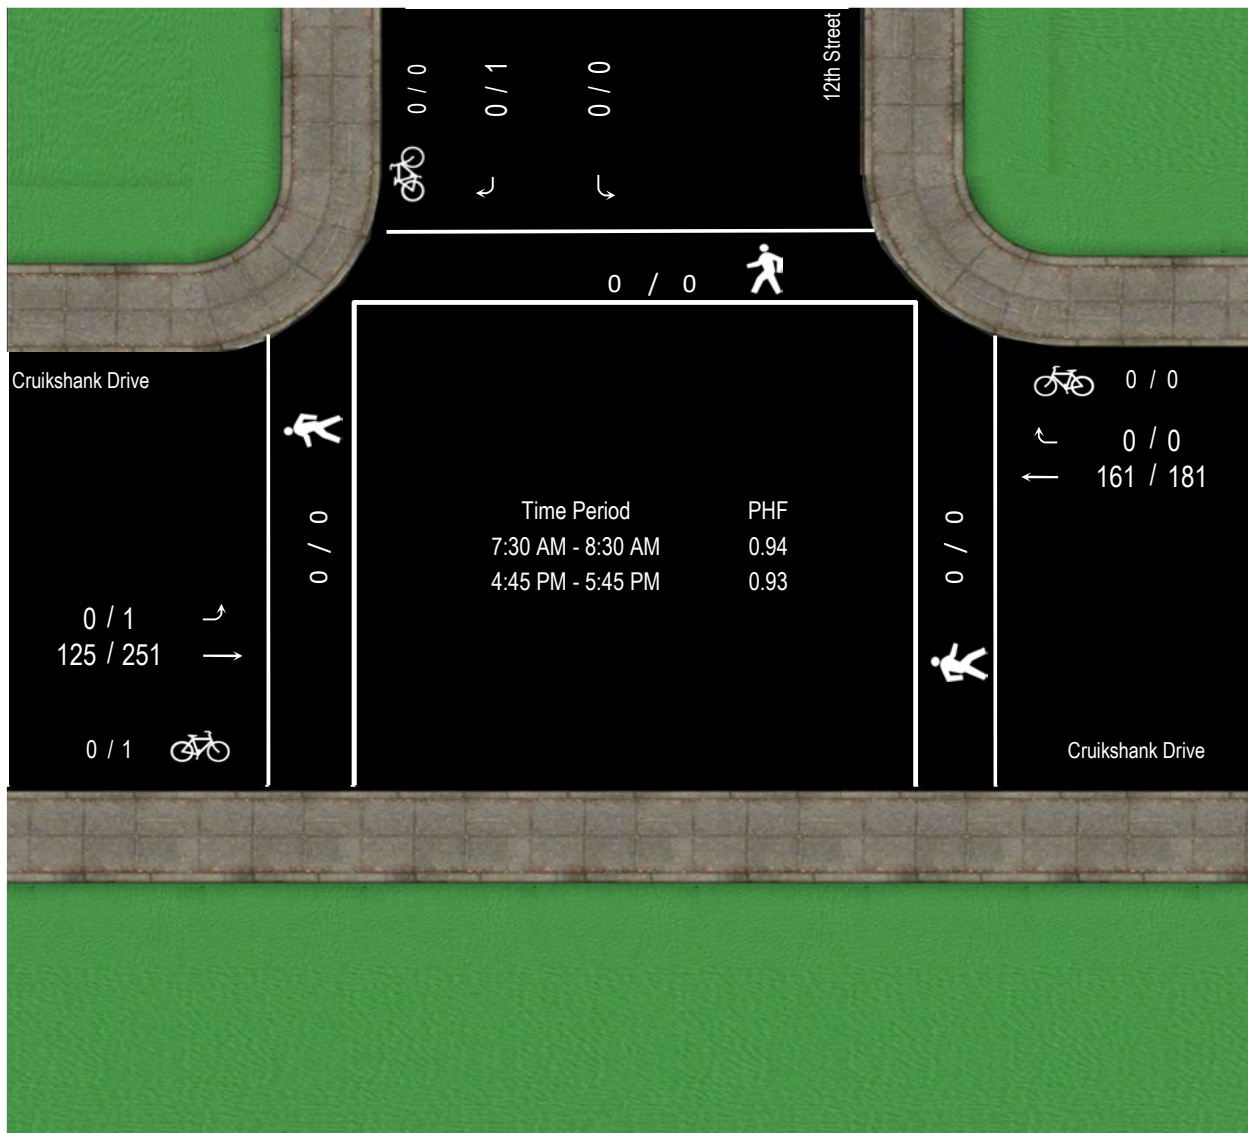 12th Street
0 / 0
0 / 1
0 / 0
0 / 0
Cruikshank Drive
0 / 0
0 / 0
161 / 181
Time Period PHF
7:30 AM - 8:30 AM 0.94
4:45 PM - 5:45 PM 0.93
0 / 0
0 / 0
0 / 1
125 / 251
0 / 1
Cruikshank Drive